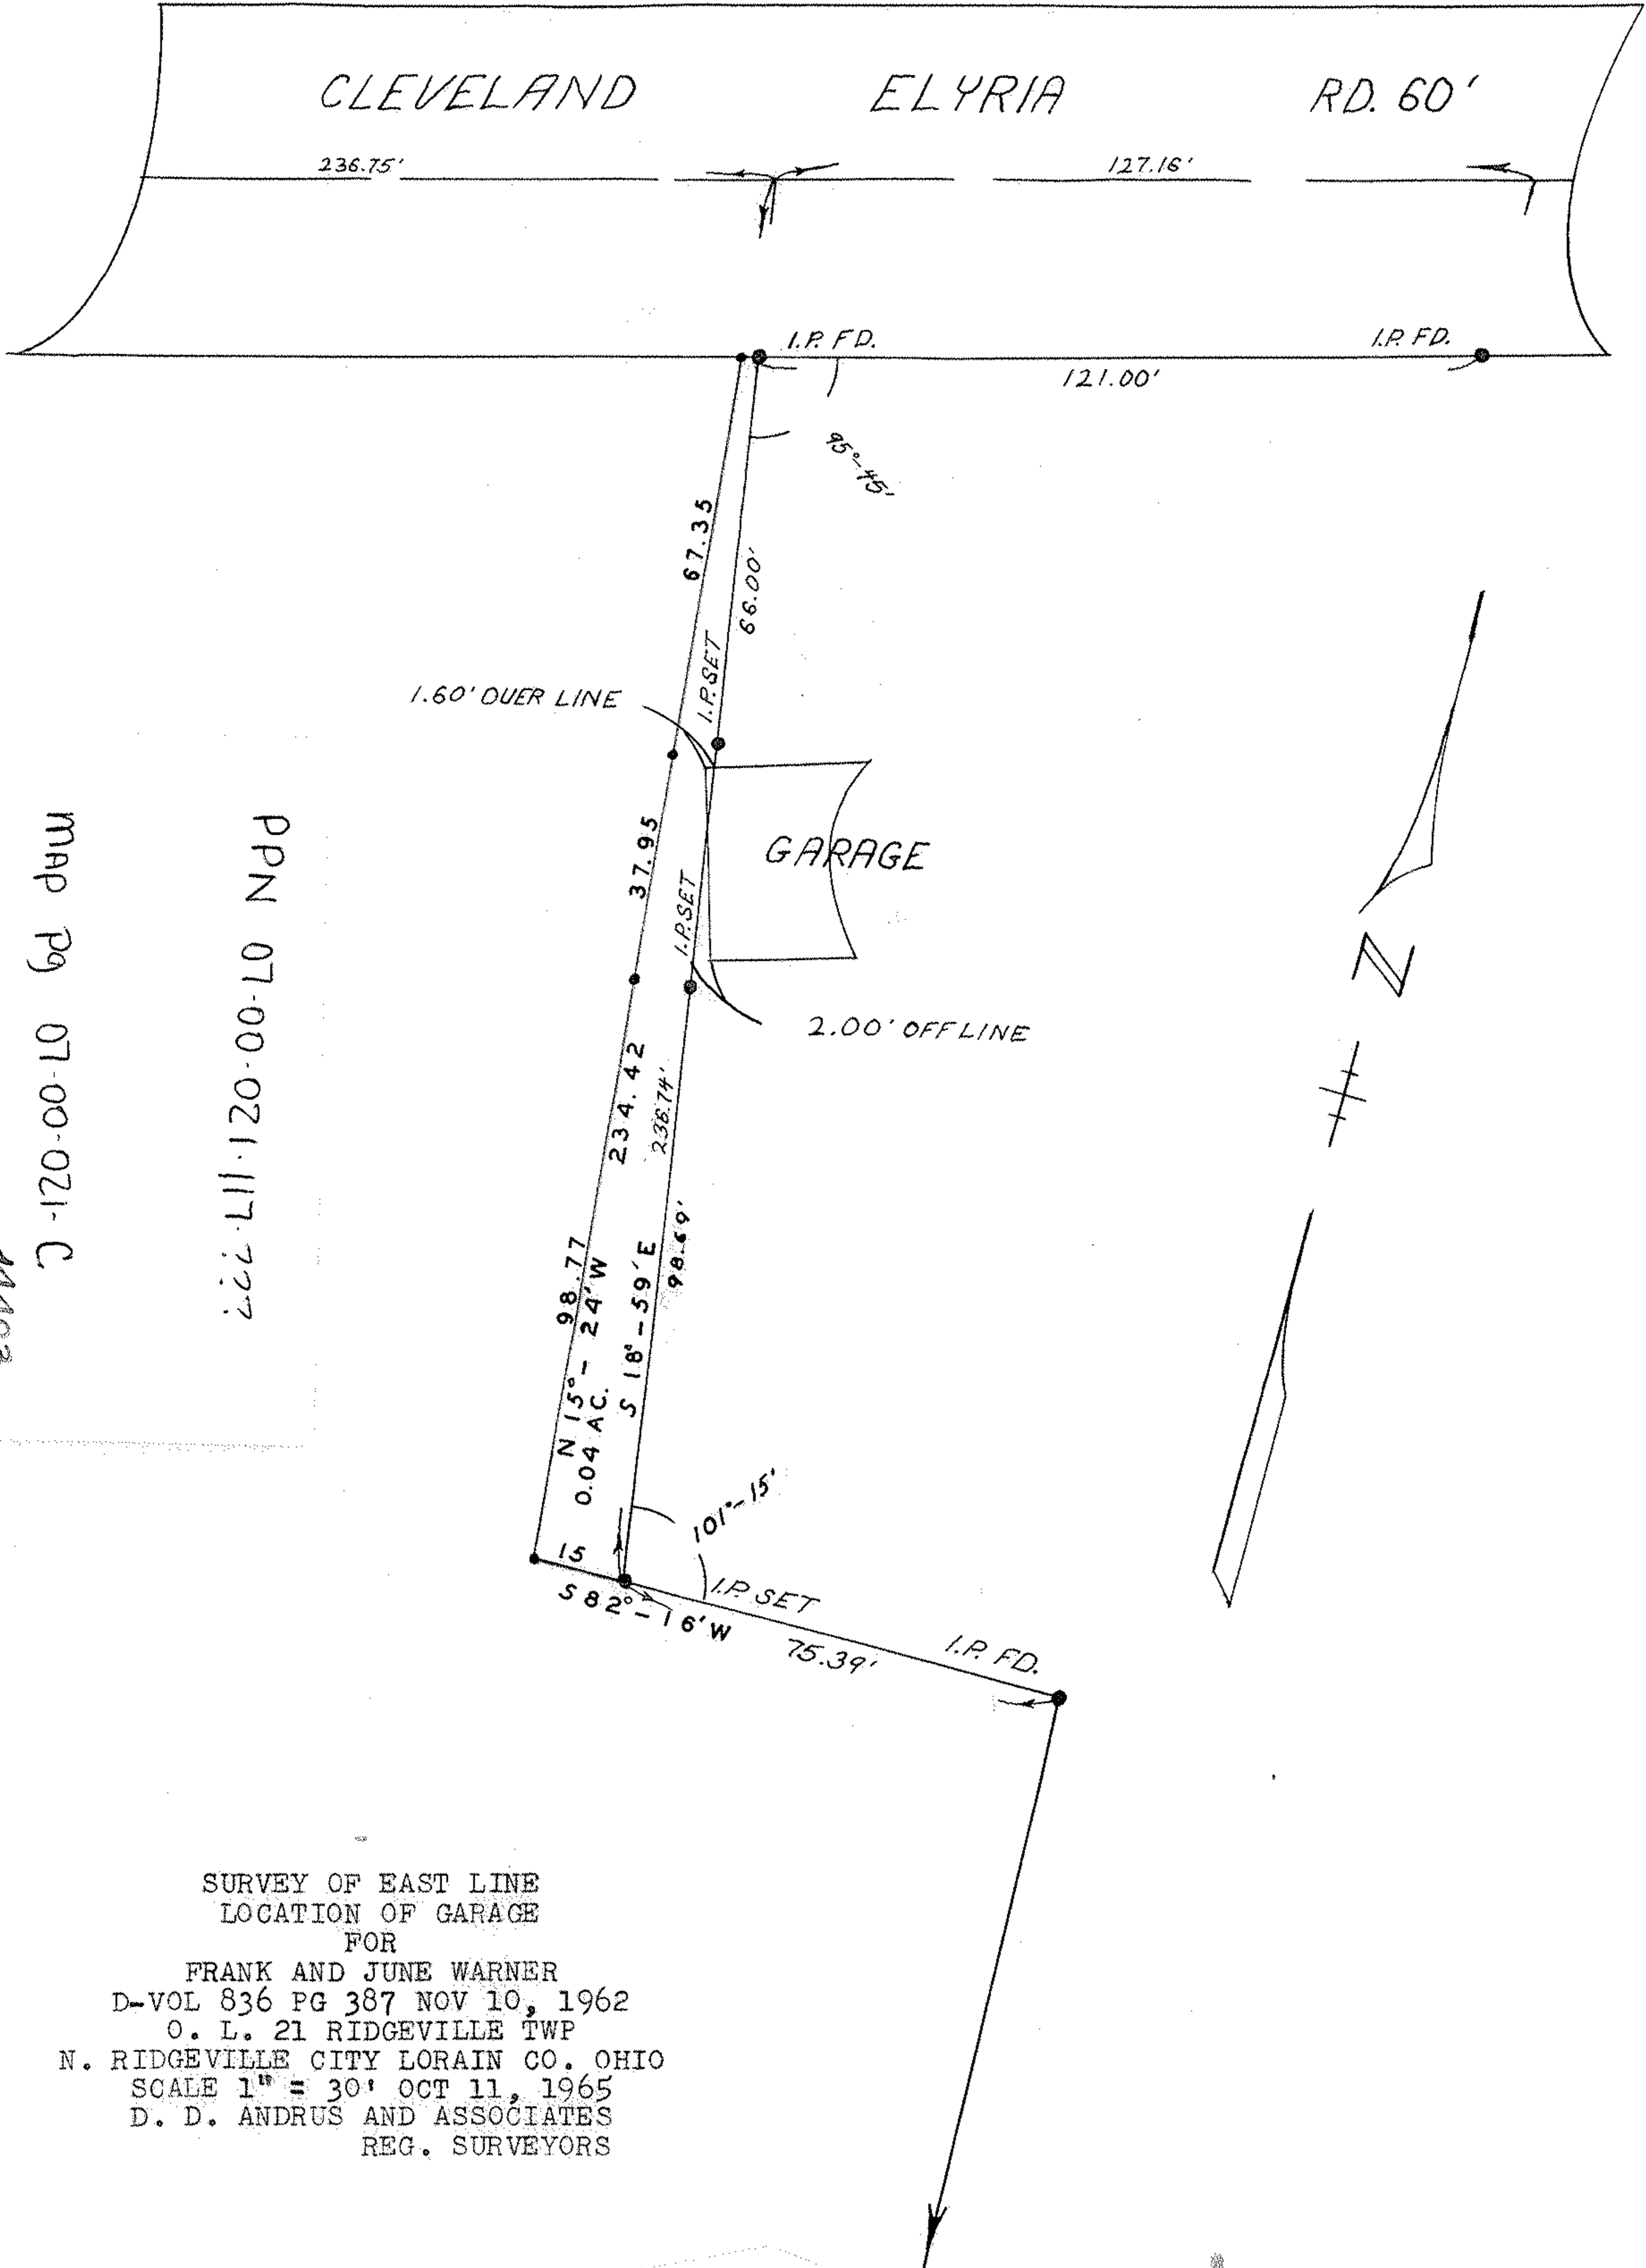 CLEVELAND ELYRIA RD. 60'
236.75'
127.16'
I.P. FD.
I.P. FD.
121.00'
95°-45'
67.35
66.00'
I.P. SET
1.60' OVER LINE
GARAGE
37.95
I.P. SET
2.00' OFF LINE
N
234.42
236.74'
98.77
98.69'
N 15°-24' W
0.04 AC.
S 18°-59' E
101°-15'
15
S 82°-16' W
I.P. SET
75.39'
I.P. FD.
PPN 07-00-021-117-
Map pg 07-00-021-C
SURVEY OF EAST LINE
LOCATION OF GARAGE
FOR
FRANK AND JUNE WARNER
D-VOL 836 PG 387 NOV 10, 1962
O. L. 21 RIDGEVILLE TWP
N. RIDGEVILLE CITY LORAIN CO. OHIO
SCALE 1" = 30' OCT 11, 1965
D. D. ANDRUS AND ASSOCIATES
REG. SURVEYORS